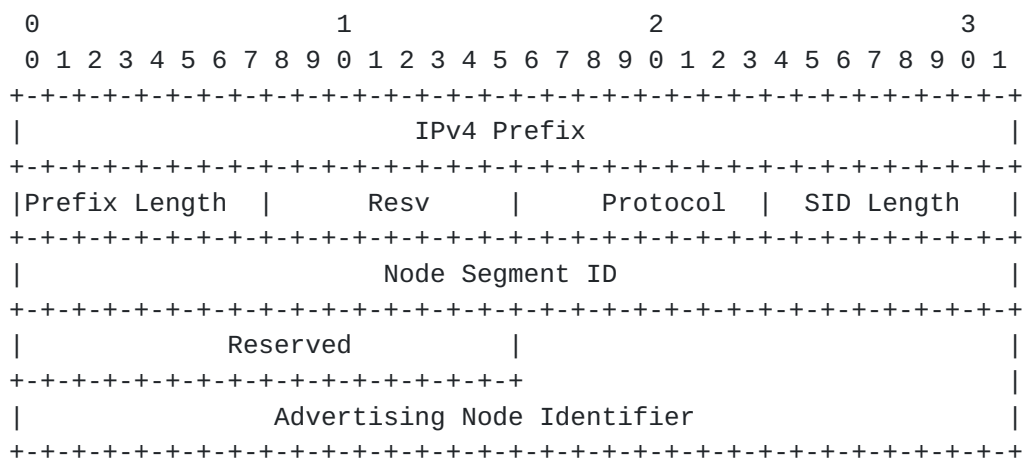 0                   1                   2                   3
 0 1 2 3 4 5 6 7 8 9 0 1 2 3 4 5 6 7 8 9 0 1 2 3 4 5 6 7 8 9 0 1
+-+-+-+-+-+-+-+-+-+-+-+-+-+-+-+-+-+-+-+-+-+-+-+-+-+-+-+-+-+-+-+-+
|                         IPv4 Prefix                           |
+-+-+-+-+-+-+-+-+-+-+-+-+-+-+-+-+-+-+-+-+-+-+-+-+-+-+-+-+-+-+-+-+
|Prefix Length  |      Resv     |     Protocol  |  SID Length   |
+-+-+-+-+-+-+-+-+-+-+-+-+-+-+-+-+-+-+-+-+-+-+-+-+-+-+-+-+-+-+-+-+
|                       Node Segment ID                         |
+-+-+-+-+-+-+-+-+-+-+-+-+-+-+-+-+-+-+-+-+-+-+-+-+-+-+-+-+-+-+-+-+
|             Reserved          |                               |
+-+-+-+-+-+-+-+-+-+-+-+-+-+-+-+-+                               |
|                Advertising Node Identifier                    |
+-+-+-+-+-+-+-+-+-+-+-+-+-+-+-+-+-+-+-+-+-+-+-+-+-+-+-+-+-+-+-+-+